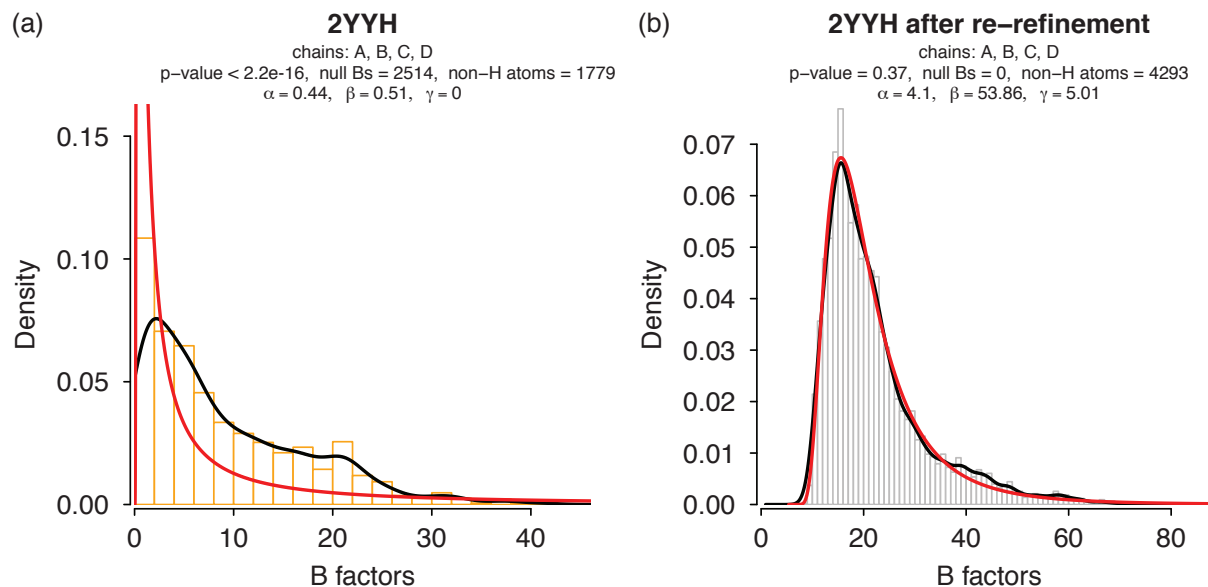 (a)
2YYH
chains: A, B, C, D
p-value < 2.2e-16, null Bs = 2514, non-H atoms = 1779
α = 0.44, β = 0.51, γ = 0
0.15
0.10
0.05
0.00
Density
0
10
20
30
40
B factors
(b)
2YYH after re−refinement
chains: A, B, C, D
p-value = 0.37, null Bs = 0, non-H atoms = 4293
α = 4.1, β = 53.86, γ = 5.01
0.07
0.06
0.05
0.04
0.03
0.02
0.01
0.00
Density
0
20
40
60
80
B factors